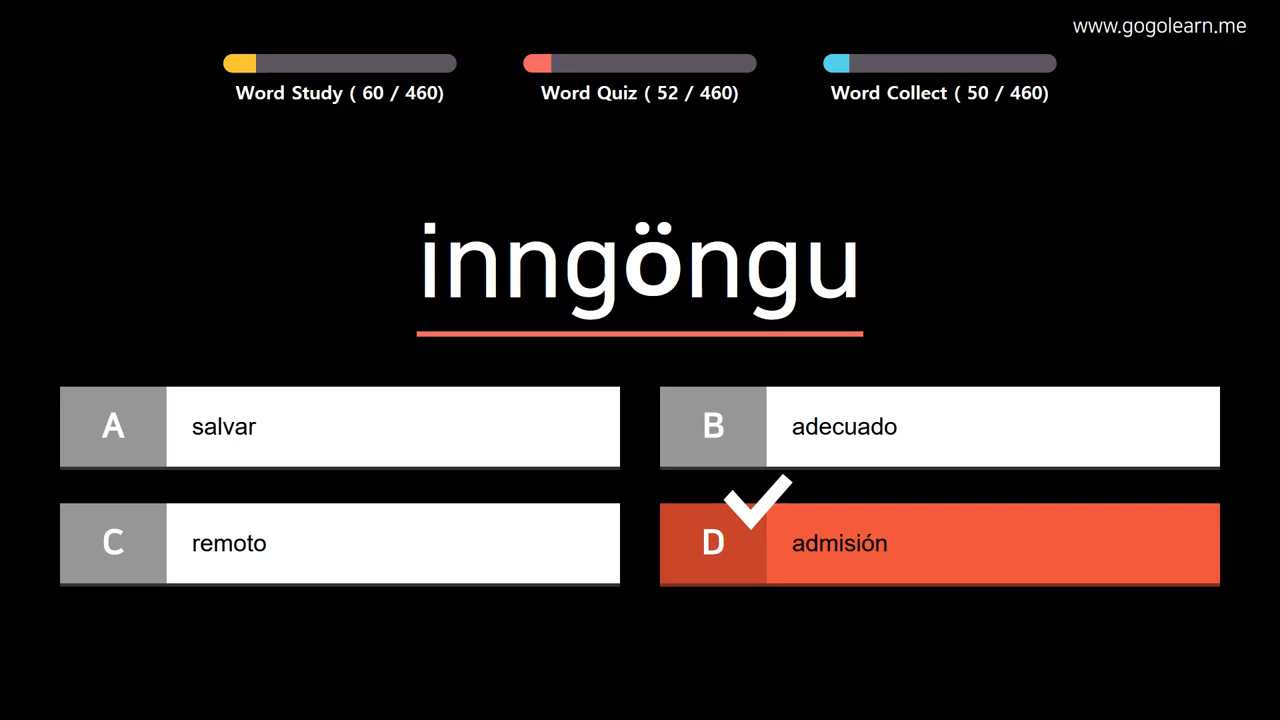 www.gogolearn.me
Word Study ( 60 / 460)
Word Quiz ( 52 / 460)
Word Collect ( 50 / 460)
inngöngu
A salvar
B adecuado
C remoto
D admisión